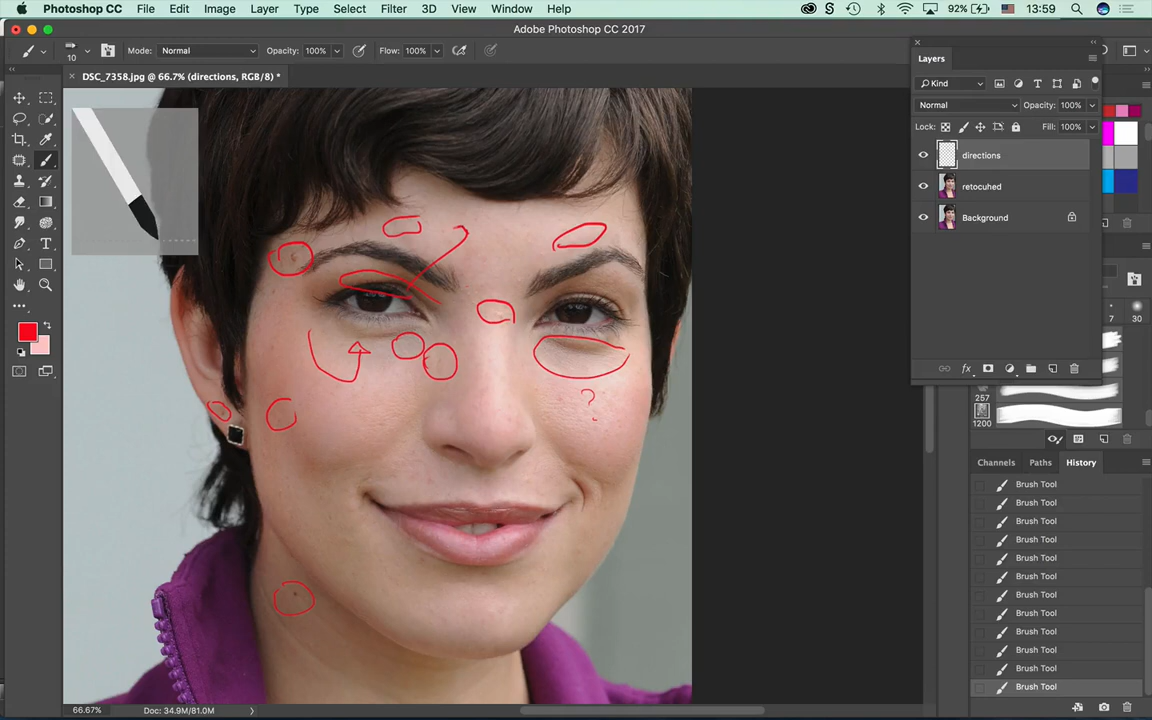 Photoshop CC File Edit Image Layer Type Select Filter 3D View Window Help 92% 13:59
Adobe Photoshop CC 2017
10 Mode: Normal Opacity: 100% Flow: 100%
DSC_7358.jpg @ 66.7% (directions, RGB/8) *
Layers
Kind
Normal Opacity: 100%
Lock: Fill: 100%
directions
retocuhed
Background
7 30
fx
?
257
1200
Channels Paths History
Brush Tool
Brush Tool
Brush Tool
Brush Tool
Brush Tool
Brush Tool
Brush Tool
Brush Tool
Brush Tool
Brush Tool
Brush Tool
Brush Tool
66.67% Doc: 34.9M/81.0M